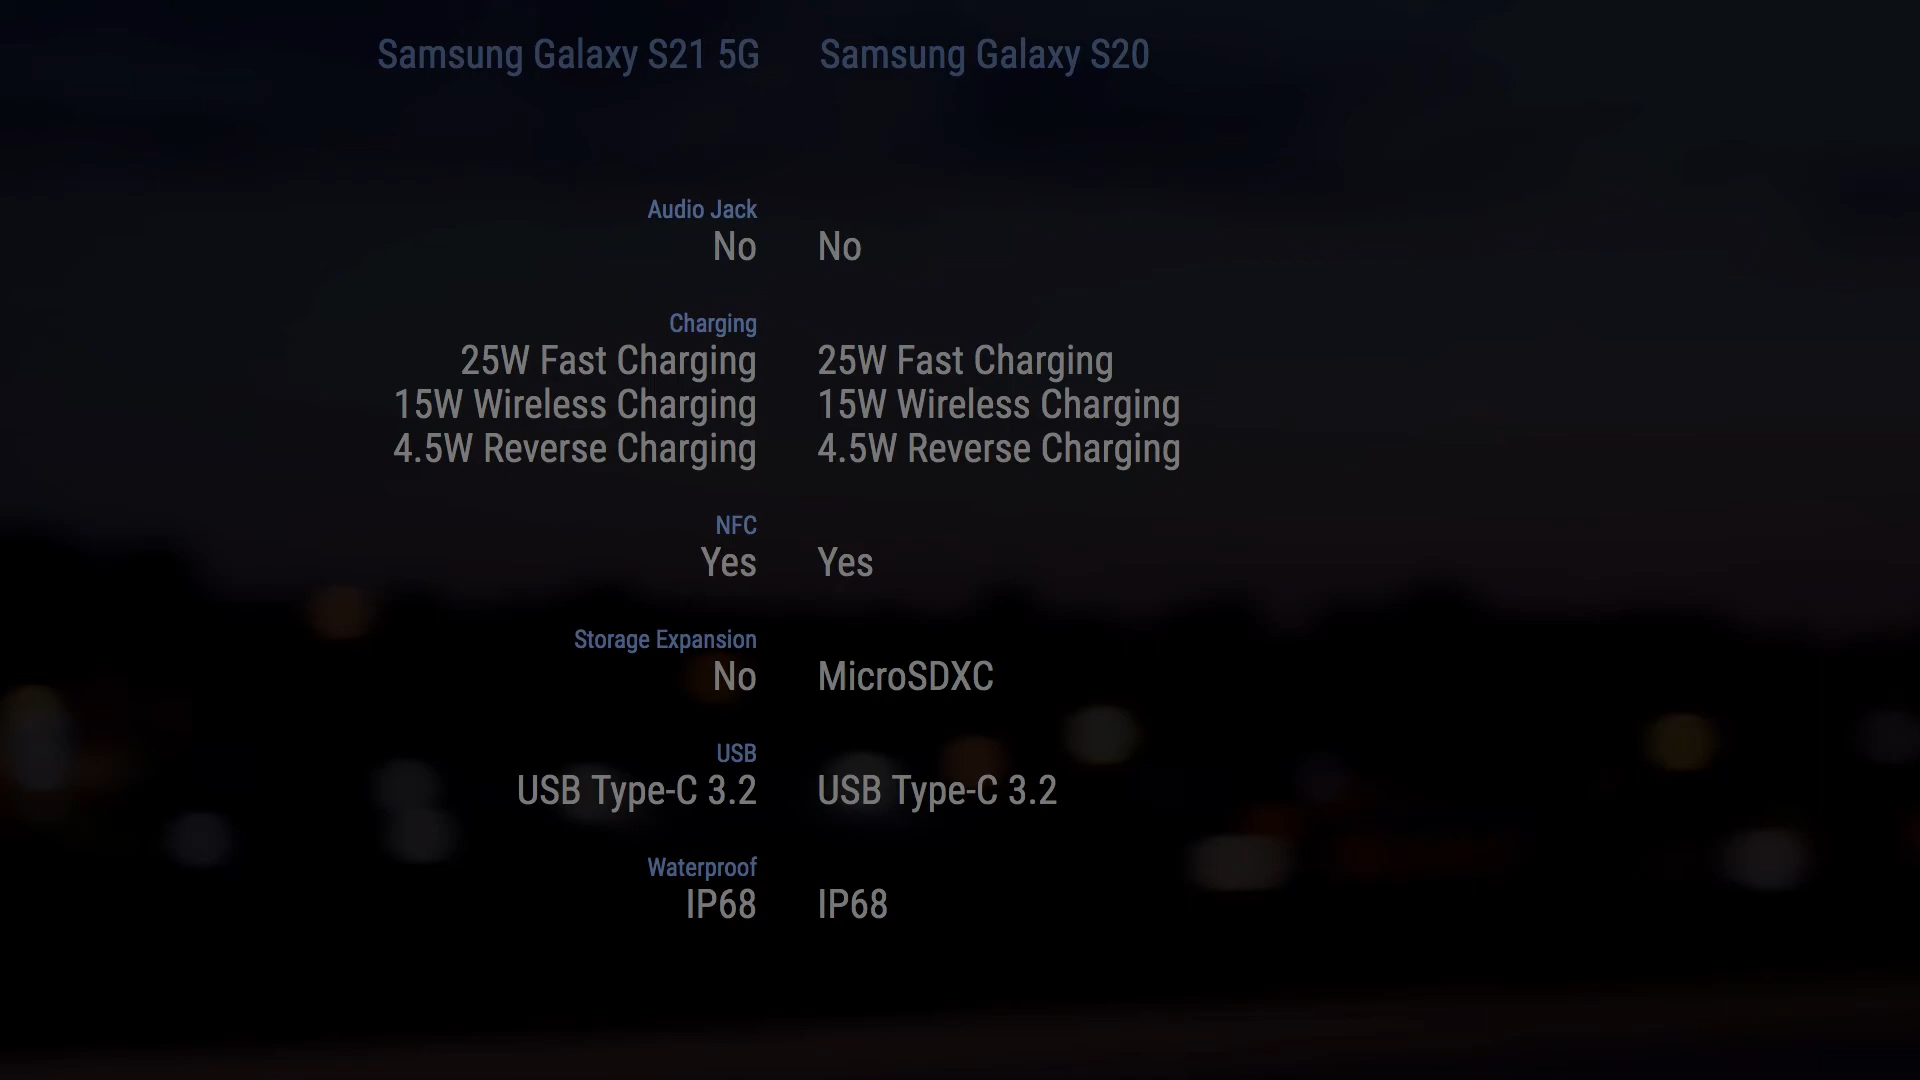 Samsung Galaxy S21 5G Samsung Galaxy S20
Audio Jack
No No
Charging
25W Fast Charging 25W Fast Charging
15W Wireless Charging 15W Wireless Charging
4.5W Reverse Charging 4.5W Reverse Charging
NFC
Yes Yes
Storage Expansion
No MicroSDXC
USB
USB Type-C 3.2 USB Type-C 3.2
Waterproof
IP68 IP68